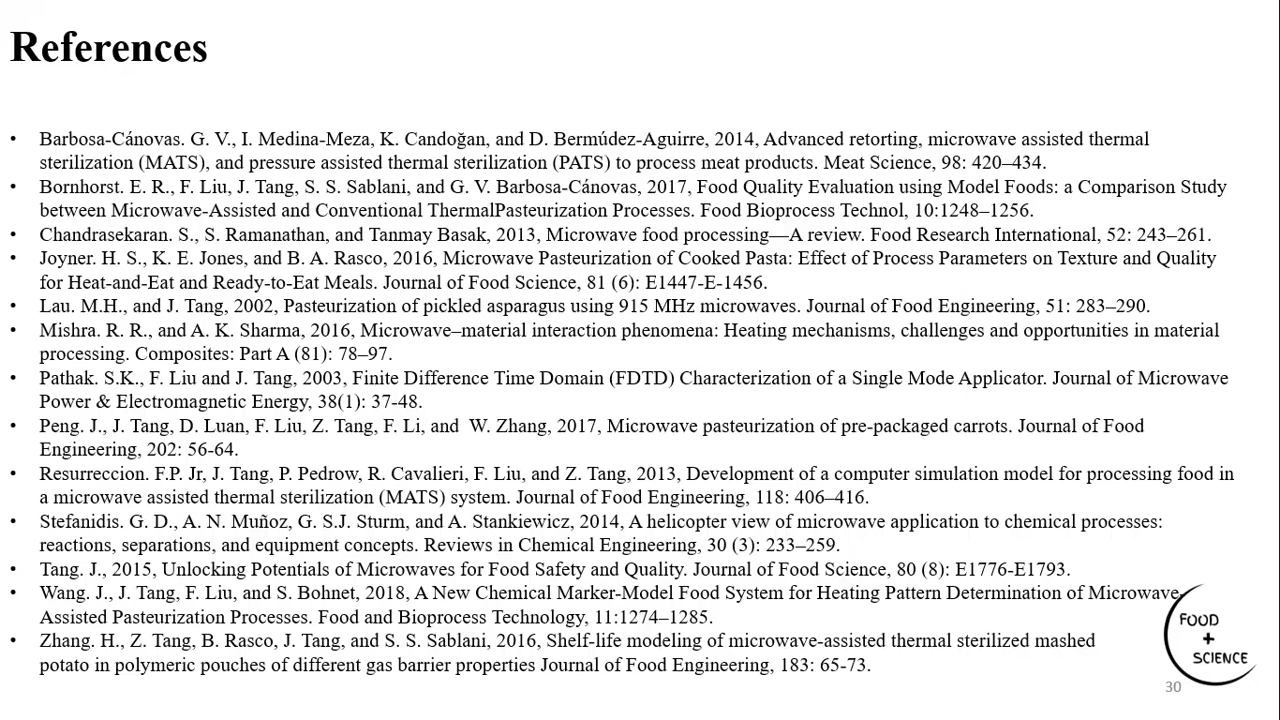 References
• Barbosa-Cánovas. G. V., I. Medina-Meza, K. Candoğan, and D. Bermúdez-Aguirre, 2014, Advanced retorting, microwave assisted thermal
sterilization (MATS), and pressure assisted thermal sterilization (PATS) to process meat products. Meat Science, 98: 420–434.
• Bornhorst. E. R., F. Liu, J. Tang, S. S. Sablani, and G. V. Barbosa-Cánovas, 2017, Food Quality Evaluation using Model Foods: a Comparison Study
between Microwave-Assisted and Conventional ThermalPasteurization Processes. Food Bioprocess Technol, 10:1248–1256.
• Chandrasekaran. S., S. Ramanathan, and Tanmay Basak, 2013, Microwave food processing—A review. Food Research International, 52: 243–261.
• Joyner. H. S., K. E. Jones, and B. A. Rasco, 2016, Microwave Pasteurization of Cooked Pasta: Effect of Process Parameters on Texture and Quality
for Heat-and-Eat and Ready-to-Eat Meals. Journal of Food Science, 81 (6): E1447-E-1456.
• Lau. M.H., and J. Tang, 2002, Pasteurization of pickled asparagus using 915 MHz microwaves. Journal of Food Engineering, 51: 283–290.
• Mishra. R. R., and A. K. Sharma, 2016, Microwave–material interaction phenomena: Heating mechanisms, challenges and opportunities in material
processing. Composites: Part A (81): 78–97.
• Pathak. S.K., F. Liu and J. Tang, 2003, Finite Difference Time Domain (FDTD) Characterization of a Single Mode Applicator. Journal of Microwave
Power & Electromagnetic Energy, 38(1): 37-48.
• Peng. J., J. Tang, D. Luan, F. Liu, Z. Tang, F. Li, and W. Zhang, 2017, Microwave pasteurization of pre-packaged carrots. Journal of Food
Engineering, 202: 56-64.
• Resurreccion. F.P. Jr, J. Tang, P. Pedrow, R. Cavalieri, F. Liu, and Z. Tang, 2013, Development of a computer simulation model for processing food in
a microwave assisted thermal sterilization (MATS) system. Journal of Food Engineering, 118: 406–416.
• Stefanidis. G. D., A. N. Muñoz, G. S.J. Sturm, and A. Stankiewicz, 2014, A helicopter view of microwave application to chemical processes:
reactions, separations, and equipment concepts. Reviews in Chemical Engineering, 30 (3): 233–259.
• Tang. J., 2015, Unlocking Potentials of Microwaves for Food Safety and Quality. Journal of Food Science, 80 (8): E1776-E1793.
• Wang. J., J. Tang, F. Liu, and S. Bohnet, 2018, A New Chemical Marker-Model Food System for Heating Pattern Determination of Microwave-
Assisted Pasteurization Processes. Food and Bioprocess Technology, 11:1274–1285.
• Zhang. H., Z. Tang, B. Rasco, J. Tang, and S. S. Sablani, 2016, Shelf-life modeling of microwave-assisted thermal sterilized mashed
potato in polymeric pouches of different gas barrier properties Journal of Food Engineering, 183: 65-73.
FOOD
+
SCIENCE
30